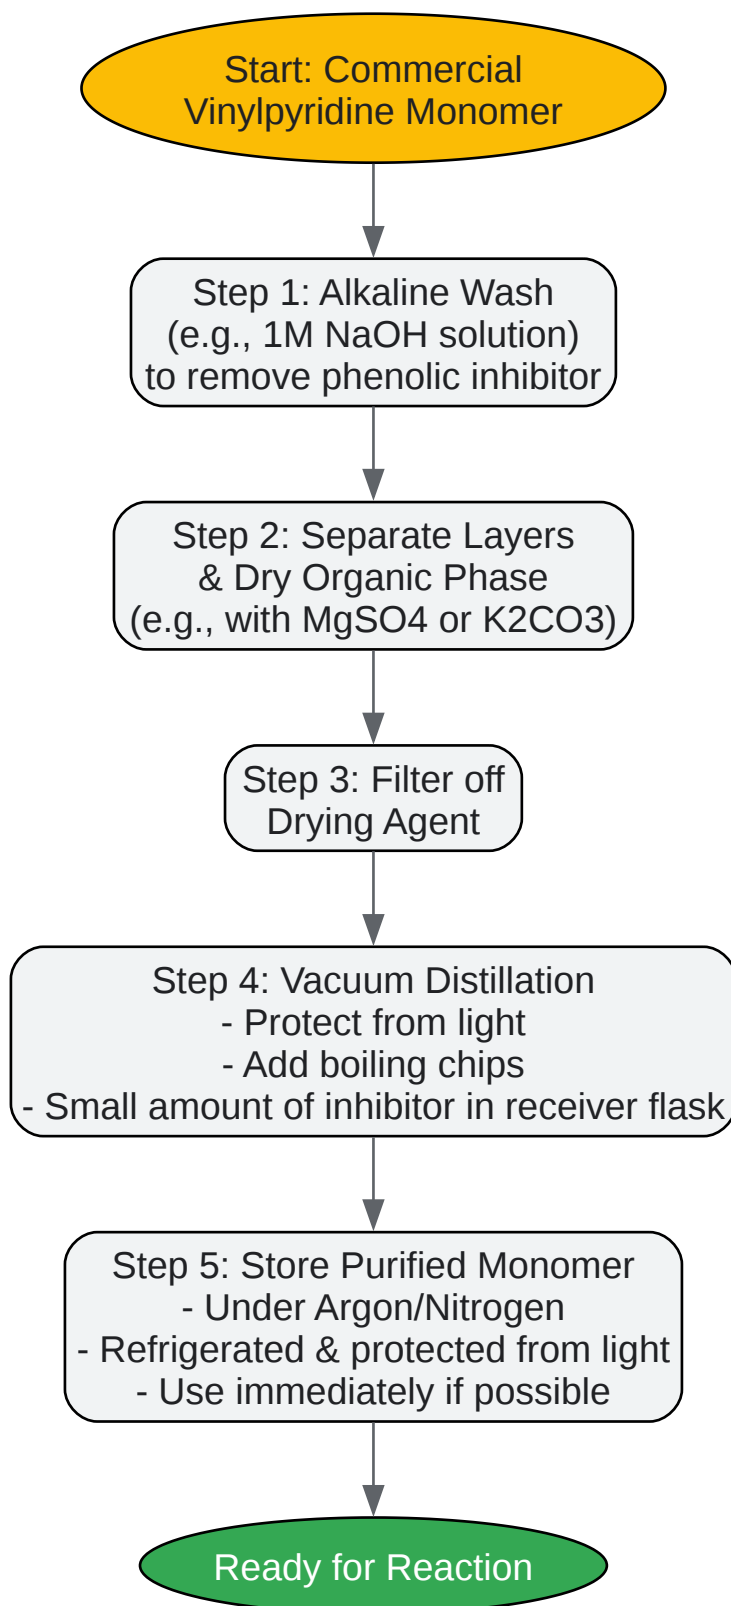 Start: Commercial
Vinylpyridine Monomer
Step 1: Alkaline Wash
(e.g., 1M NaOH solution)
to remove phenolic inhibitor
Step 2: Separate Layers
& Dry Organic Phase
(e.g., with MgSO4 or K2CO3)
Step 3: Filter off
Drying Agent
Step 4: Vacuum Distillation
- Protect from light
- Add boiling chips
- Small amount of inhibitor in receiver flask
Step 5: Store Purified Monomer
- Under Argon/Nitrogen
- Refrigerated & protected from light
- Use immediately if possible
Ready for Reaction